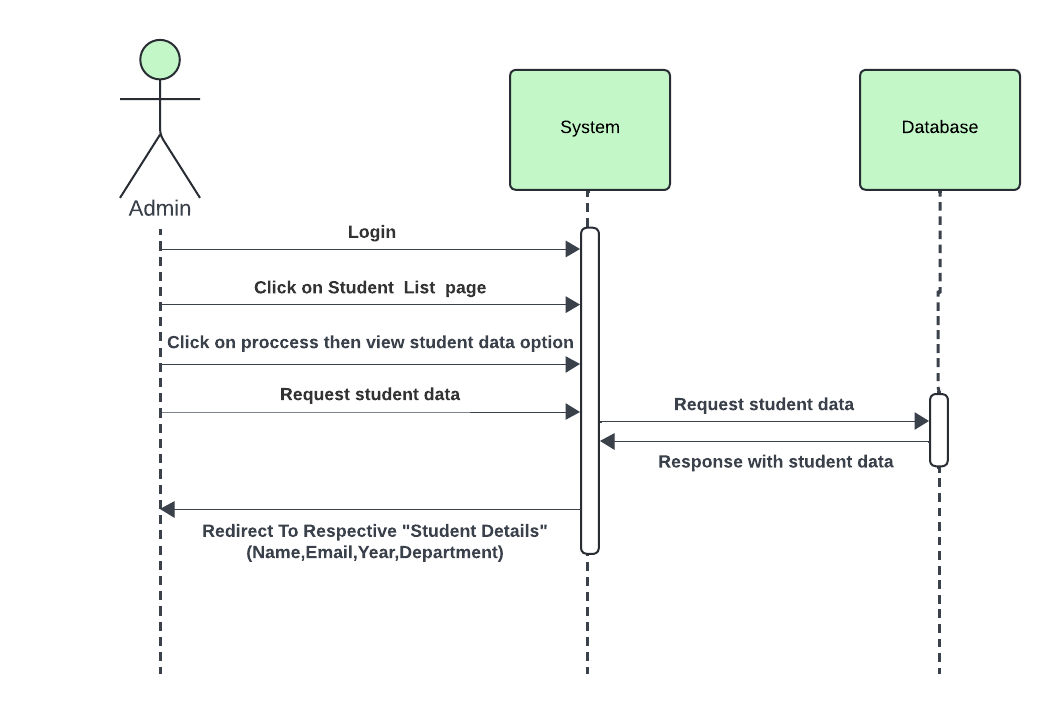 System
Database
Admin
Login
Click on Student  List  page
Click on proccess then view student data option
Request student data
Request student data
Response with student data
Redirect To Respective "Student Details"
(Name,Email,Year,Department)